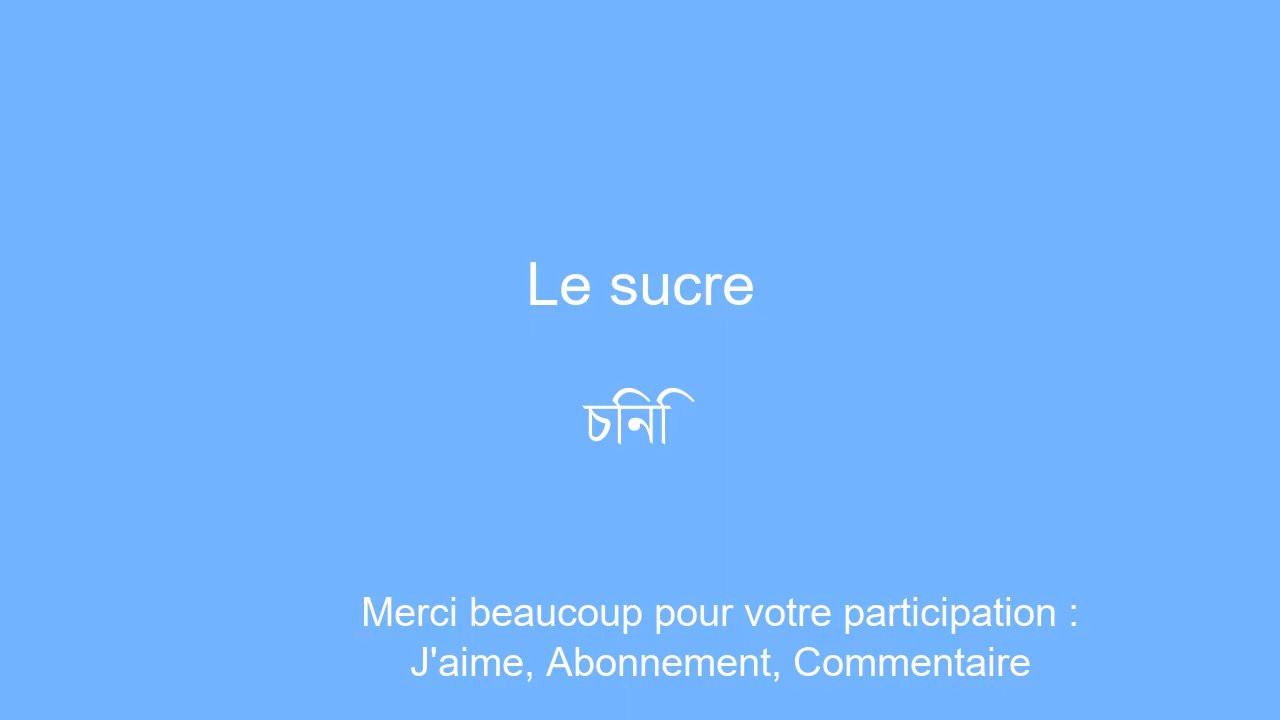 Le sucre
চিনি
Merci beaucoup pour votre participation :
J'aime, Abonnement, Commentaire